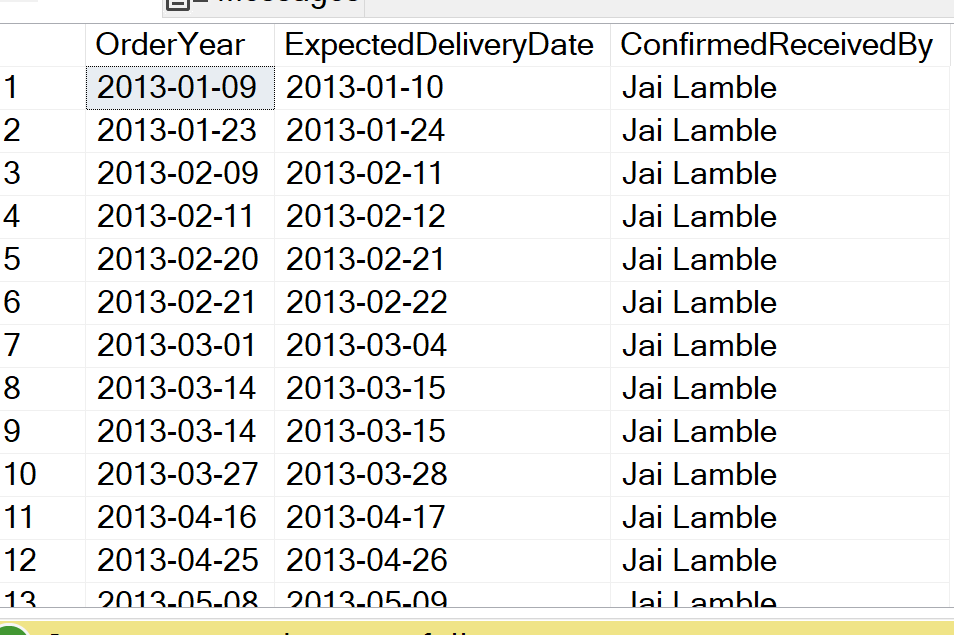 OrderYear ExpectedDeliveryDate ConfirmedReceivedBy
1 2013-01-09 2013-01-10 Jai Lamble
2 2013-01-23 2013-01-24 Jai Lamble
3 2013-02-09 2013-02-11 Jai Lamble
4 2013-02-11 2013-02-12 Jai Lamble
5 2013-02-20 2013-02-21 Jai Lamble
6 2013-02-21 2013-02-22 Jai Lamble
7 2013-03-01 2013-03-04 Jai Lamble
8 2013-03-14 2013-03-15 Jai Lamble
9 2013-03-14 2013-03-15 Jai Lamble
10 2013-03-27 2013-03-28 Jai Lamble
11 2013-04-16 2013-04-17 Jai Lamble
12 2013-04-25 2013-04-26 Jai Lamble
13 2013-05-08 2013-05-09 Jai Lamble